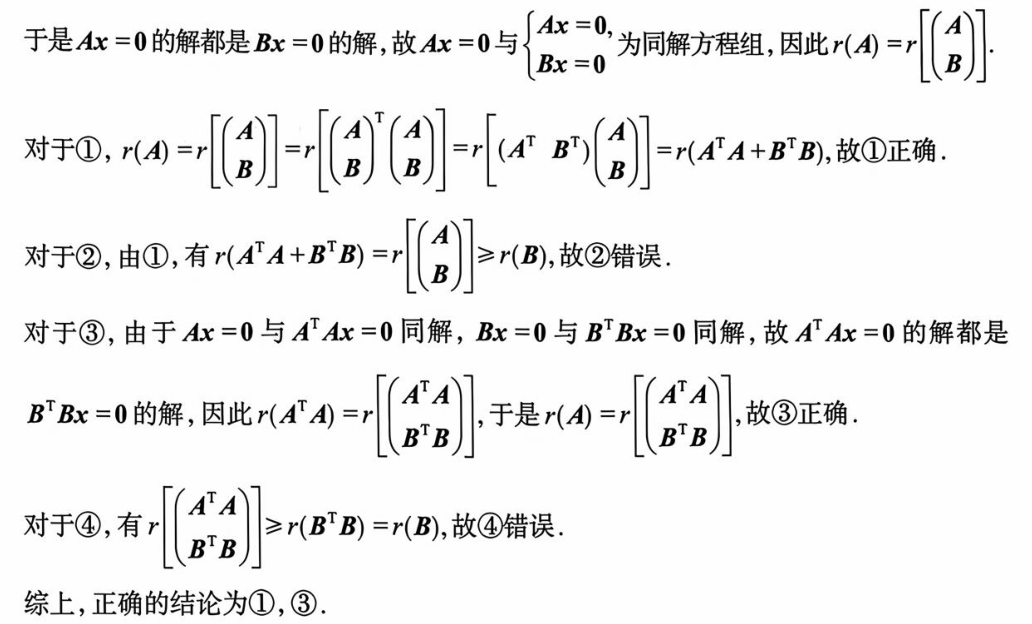 于是Ax=0的解都是Bx=0的解,故Ax=0与{Ax=0, Bx=0 为同解方程组,因此r(A)=r[(A B)].
对于①, r(A)=r[(A B)]=r[(A B)^T (A B)]=r[(A^T B^T)(A B)]=r(A^T A+B^T B),故①正确.
对于②,由①,有r(A^T A+B^T B)=r[(A B)]≥r(B),故②错误.
对于③,由于Ax=0与A^T Ax=0同解, Bx=0与B^T Bx=0同解,故A^T Ax=0的解都是
B^T Bx=0的解,因此r(A^T A)=r[(A^T A B^T B)],于是r(A)=r[(A^T A B^T B)],故③正确.
对于④,有r[(A^T A B^T B)]≥r(B^T B)=r(B),故④错误.
综上,正确的结论为①,③.